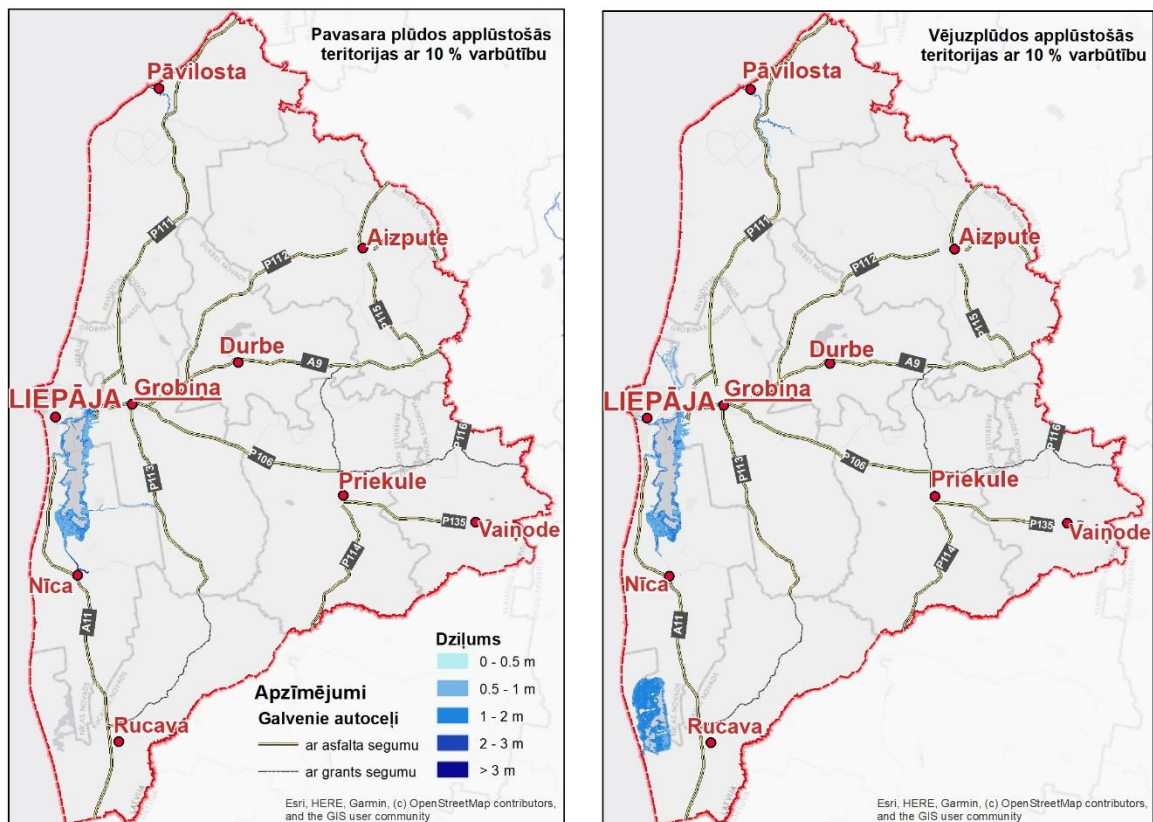 Pavasara plūdos applūstošās
teritorijas ar 10 % varbūtību
Pāvilosta
P111
P112
Aizpute
P115
Durbe
A9
LIEPĀJA
Grobiņa
P113
P106
P116
Priekule
P135
Vaiņode
P114
Nīca
A11
Rucava
Apzīmējumi
Galvenie autoceļi
ar asfalta segumu
ar grants segumu
Dziļums
0 - 0.5 m
0.5 - 1 m
1 - 2 m
2 - 3 m
> 3 m
Esri, HERE, Garmin, (c) OpenStreetMap contributors,
and the GIS user community
Vējuzplūdos applūstošās
teritorijas ar 10 % varbūtību
Pāvilosta
P111
P112
Aizpute
P115
Durbe
A9
LIEPĀJA
Grobiņa
P113
P106
P116
Priekule
P135
Vaiņode
P114
Nīca
A11
Rucava
Esri, HERE, Garmin, (c) OpenStreetMap contributors,
and the GIS user community